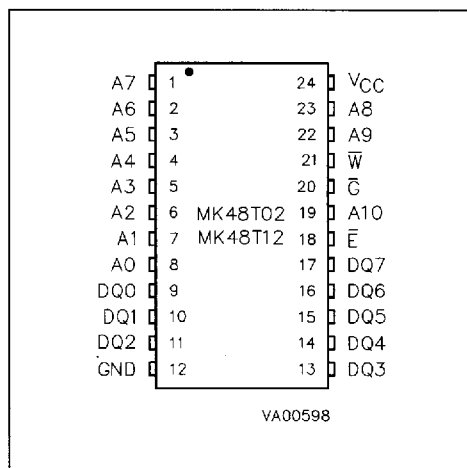 A7 1 24 VCC
A6 2 23 A8
A5 3 22 A9
A4 4 21 W̅
A3 5 20 G̅
A2 6 MK48T02 19 A10
A1 7 MK48T12 18 E̅
A0 8 17 DQ7
DQ0 9 16 DQ6
DQ1 10 15 DQ5
DQ2 11 14 DQ4
GND 12 13 DQ3
VA00598